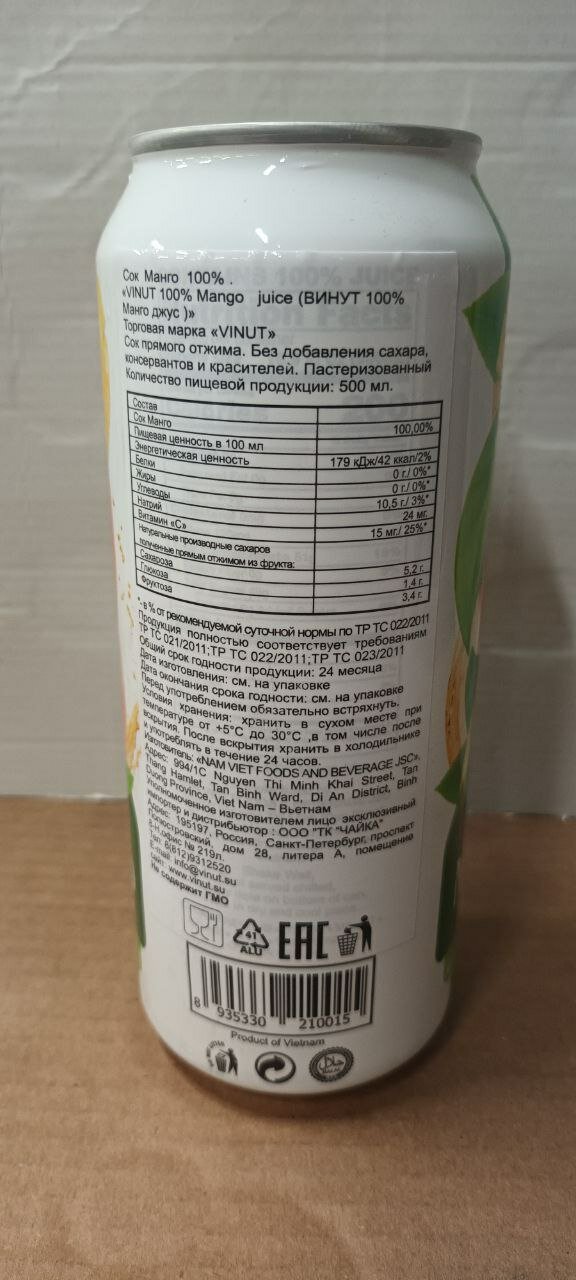 Сок Манго 100% .
«VINUT 100% Mango juice (ВИНУТ 100%
Манго джус )»
Торговая марка «VINUT»
Сок прямого отжима. Без добавления сахара,
консервантов и красителей. Пастеризованный
Количество пищевой продукции: 500 мл.
Состав
Сок Манго 100,00%
Пищевая ценность в 100 мл
Энергетическая ценность 179 кДж/42 ккал/2%
Белки 0 г./ 0%*
Жиры 0 г./ 0%*
Углеводы 10,5 г./ 3%*
Натрий 24 мг.
Витамин «С» 15 мг./ 25%*
Натуральные производные сахаров
полученные прямым отжимом из фрукта:
Сахароза 5,2 г.
Глюкоза 1,4 г.
Фруктоза 3,4 г.
*- в % от рекомендуемой суточной нормы по ТР ТС 022/2011
Продукция полностью соответствует требованиям
ТР ТС 021/2011;ТР ТС 022/2011;ТР ТС 023/2011
Общий срок годности продукции: 24 месяца
Дата изготовления: см. на упаковке
Дата окончания срока годности: см. на упаковке
Перед употреблением обязательно встряхнуть.
Условия хранения: хранить в сухом месте при
температуре от +5°С до 30°С ,в том числе после
вскрытия. После вскрытия хранить в холодильнике
и употреблять в течение 24 часов.
Изготовитель: «NAM VIET FOODS AND BEVERAGE JSC».
Адрес: 994/1C Nguyen Thi Minh Khai Street, Tan
Thang Hamlet, Tan Binh Ward, Di An District, Binh
Duong Province, Viet Nam – Вьетнам
Уполномоченное изготовителем лицо эксклюзивный
импортер и дистрибьютор : ООО "ТК "ЧАЙКА"
Адрес: 195197, Россия, Санкт-Петербург, проспект
Полюстровский, дом 28, литера А, помещение
1-Н,офис № 219л.
Тел: 8(812)9312520
E-mail: info@vinut.su
сайт: www.vinut.su
Не содержит ГМО
41
ALU
EAC
8 935330 210015
Product of Vietnam